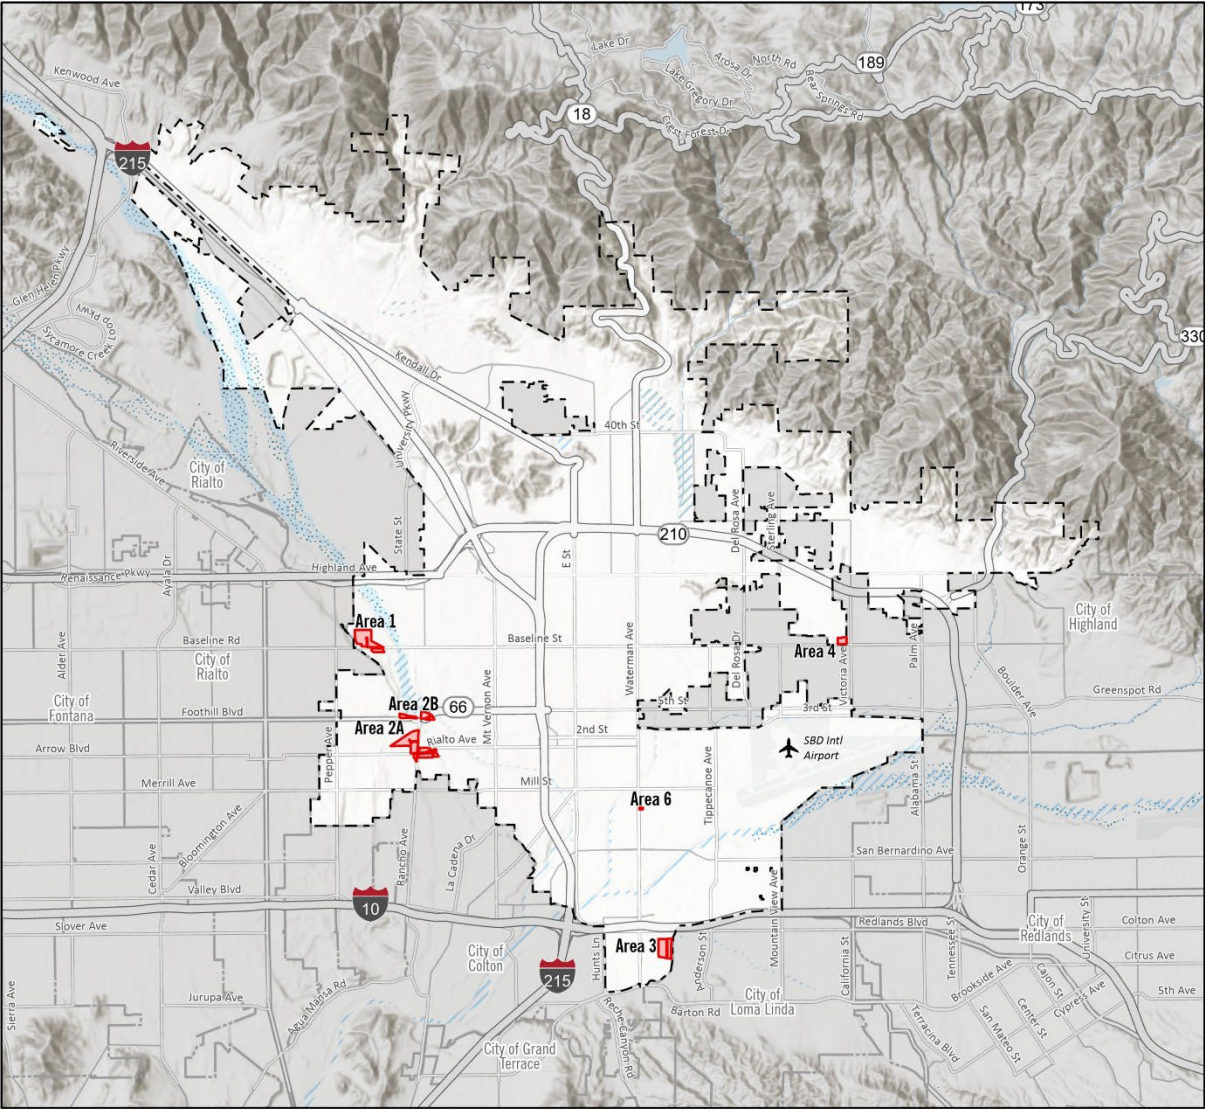 173
Lake Dr
Arosa Dr
North Rd
189
Kenwood Ave
Lake Gregory Dr
Bear Springs Rd
18
Crest Forest Dr
215
Glen Helen Pkwy
Sycamore Creek
Loop Pkwy
330
Kendall Dr
University Pkwy
40th St
Riverside Ave
City of
Rialto
Del Rosa Ave
Sterling Ave
State St
210
E St
Highland Ave
Renaissance Pkwy
Ayala Dr
Area 1
City of
Highland
Baseline Rd
Baseline St
Alder Ave
City of
Rialto
Waterman Ave
Del Rosa Dr
Area 4
Victoria Ave
Palm Ave
Boulder Ave
Greenspot Rd
City of
Fontana
Foothill Blvd
Area 2B
66
Mt Vernon Ave
5th St
3rd St
Area 2A
Rialto Ave
2nd St
Arrow Blvd
Pepper Ave
SBD Intl
Airport
Tippecanoe Ave
Alabama St
Merrill Ave
Mill St
Area 6
Bloomington Ave
Cedar Ave
Rancho Ave
La Cadena Dr
San Bernardino Ave
Orange St
Valley Blvd
10
Mountain View Ave
Slover Ave
Redlands Blvd
City of
Redlands
University St
Colton Ave
City of
Colton
Hunts Ln
Area 3
Anderson St
California St
Tennessee St
Citrus Ave
215
Sierra Ave
Jurupa Ave
Agua Mansa Rd
Reche Canyon Rd
Barton Rd
City of
Loma Linda
Brookside Ave
Cajon St
Cypress Ave
5th Ave
Center St
San Mateo St
Terracina Blvd
City of Grand
Terrace